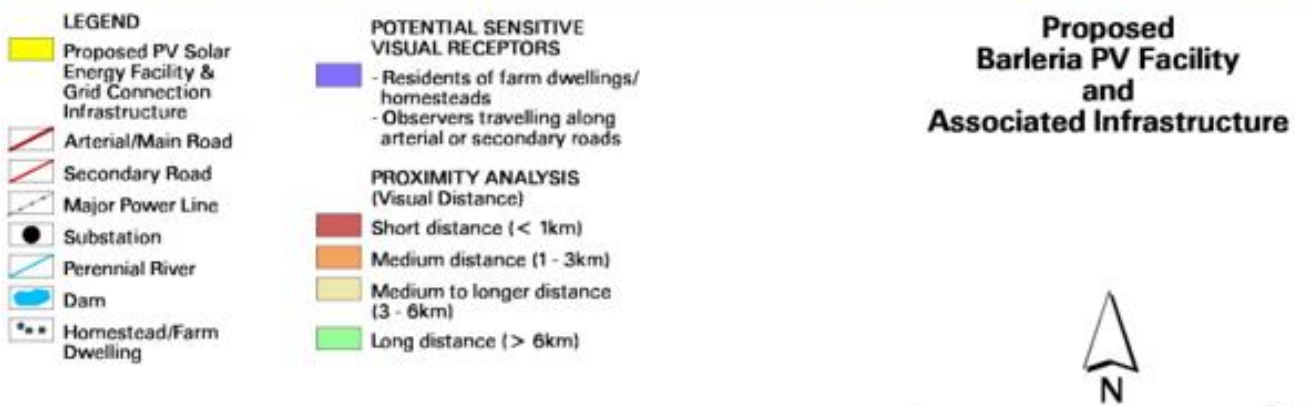 LEGEND
Proposed PV Solar
Energy Facility &
Grid Connection
Infrastructure
Arterial/Main Road
Secondary Road
Major Power Line
Substation
Perennial River
Dam
Homestead/Farm
Dwelling
POTENTIAL SENSITIVE
VISUAL RECEPTORS
- Residents of farm dwellings/
homesteads
- Observers travelling along
arterial or secondary roads
PROXIMITY ANALYSIS
(Visual Distance)
Short distance (< 1km)
Medium distance (1 - 3km)
Medium to longer distance
(3 - 6km)
Long distance (> 6km)
Proposed
Barleria PV Facility
and
Associated Infrastructure
N